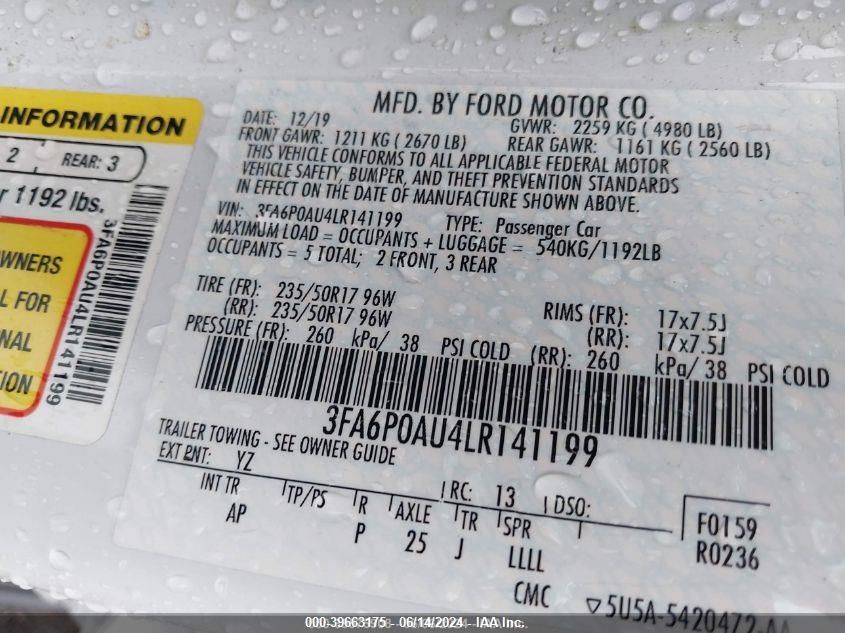 INFORMATION
2 REAR: 3
1192 lbs.
WNERS
L FOR
NAL
ION
3FA6P0AU4LR141199
MFD. BY FORD MOTOR CO.
DATE: 12/19 GVWR: 2259 KG ( 4980 LB)
FRONT GAWR: 1211 KG ( 2670 LB) REAR GAWR: 1161 KG ( 2560 LB)
THIS VEHICLE CONFORMS TO ALL APPLICABLE FEDERAL MOTOR
VEHICLE SAFETY, BUMPER, AND THEFT PREVENTION STANDARDS
IN EFFECT ON THE DATE OF MANUFACTURE SHOWN ABOVE.
VIN: 3FA6P0AU4LR141199 TYPE: Passenger Car
MAXIMUM LOAD = OCCUPANTS + LUGGAGE = 540KG/1192LB
OCCUPANTS = 5 TOTAL; 2 FRONT, 3 REAR
TIRE (FR): 235/50R17 96W RIMS (FR): 17x7.5J
(RR): 235/50R17 96W (RR): 17x7.5J
PRESSURE (FR): 260 kPa/ 38 PSI COLD (RR): 260 kPa/ 38 PSI COLD
3FA6P0AU4LR141199
TRAILER TOWING - SEE OWNER GUIDE
EXT PNT: YZ RC: 13 DSO:
INT TR TP/PS R AXLE TR SPR F0159
AP P 25 J LLLL R0236
CMC 5U5A-5420472-AA
000-39663175 - 06/14/2024 - IAA Inc.